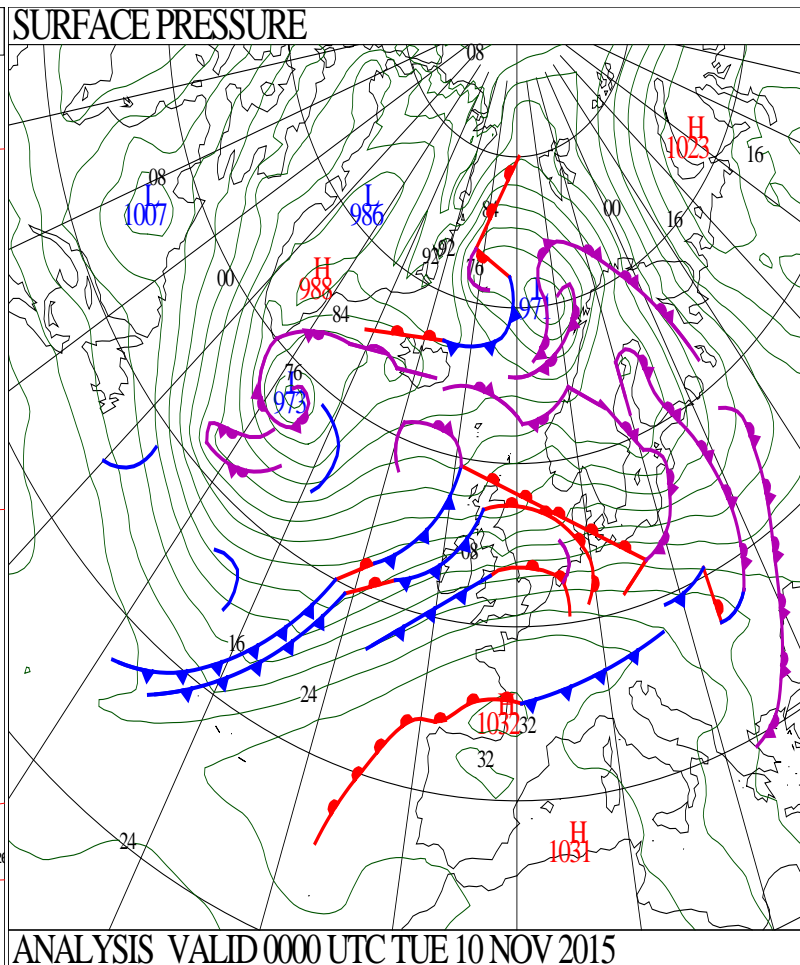 SURFACE PRESSURE
08
H
1023
16
08
L
1007
L
986
84
00
16
92
92
H
988
00
76
L
971
84
76
L
973
08
16
24
H
1032
32
32
24
H
1031
ANALYSIS VALID 0000 UTC TUE 10 NOV 2015